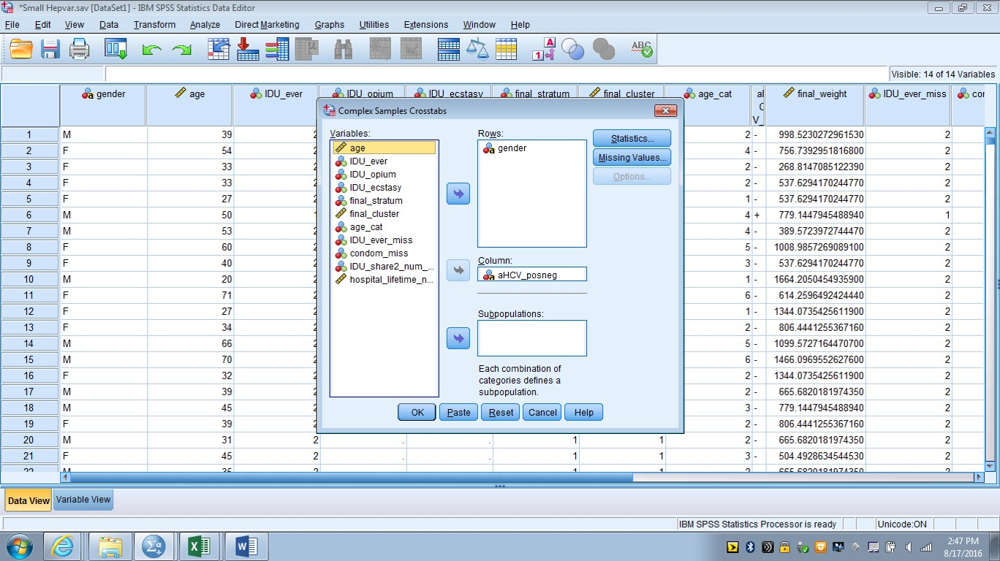 *Small Hepvar.sav [DataSet1] - IBM SPSS Statistics Data Editor
File Edit View Data Transform Analyze Direct Marketing Graphs Utilities Extensions Window Help
Visible: 14 of 14 Variables
gender age IDU_ever IDU_opium IDU_ecstasy final_stratum final_cluster age_cat final_weight IDU_ever_miss
Complex Samples Crosstabs
Variables:
age
IDU_ever
IDU_opium
IDU_ecstasy
final_stratum
final_cluster
age_cat
IDU_ever_miss
condom_miss
IDU_share2_num_...
hospital_lifetime_n...
Rows:
gender
Column:
aHCV_posneg
Subpopulations:
Each combination of
categories defines a
subpopulation.
Statistics...
Missing Values...
Options...
OK Paste Reset Cancel Help
1 M 39 2 2 - 998.5230272961530 2
2 F 54 2 4 - 756.7392951816800 2
3 F 33 2 2 - 268.8147085122390 2
4 F 33 2 2 - 537.6294170244770 2
5 F 27 2 1 - 537.6294170244770 2
6 M 50 1 4 + 779.1447945488940 1
7 M 53 2 4 - 389.5723972744470 2
8 F 60 2 5 - 1008.9857269089100 2
9 F 40 2 3 - 537.6294170244770 2
10 M 20 2 1 - 1664.2050454935900 2
11 F 71 2 6 - 614.2596492424440 2
12 F 27 2 1 - 1344.0735425611900 2
13 F 34 2 2 - 806.4441255367160 2
14 M 66 2 5 - 1099.5727164470700 2
15 M 70 2 6 - 1466.0969552627600 2
16 F 32 2 2 - 1344.0735425611900 2
17 M 39 2 2 - 665.6820181974350 2
18 M 45 2 3 - 779.1447945488940 2
19 F 39 2 2 - 806.4441255367160 2
20 M 31 2 . . 1 1 2 - 665.6820181974350 2
21 F 45 2 . . 1 1 3 - 504.4928634544530 2
Data View Variable View
IBM SPSS Statistics Processor is ready Unicode:ON
2:47 PM
8/17/2016